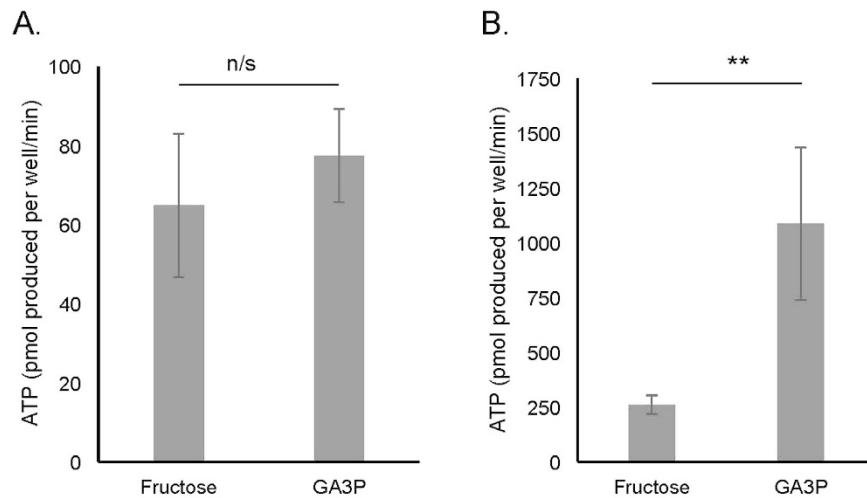 A.
n/s
100
80
60
40
20
0
ATP (pmol produced per well/min)
Fructose GA3P
B.
**
1750
1500
1250
1000
750
500
250
0
ATP (pmol produced per well/min)
Fructose GA3P